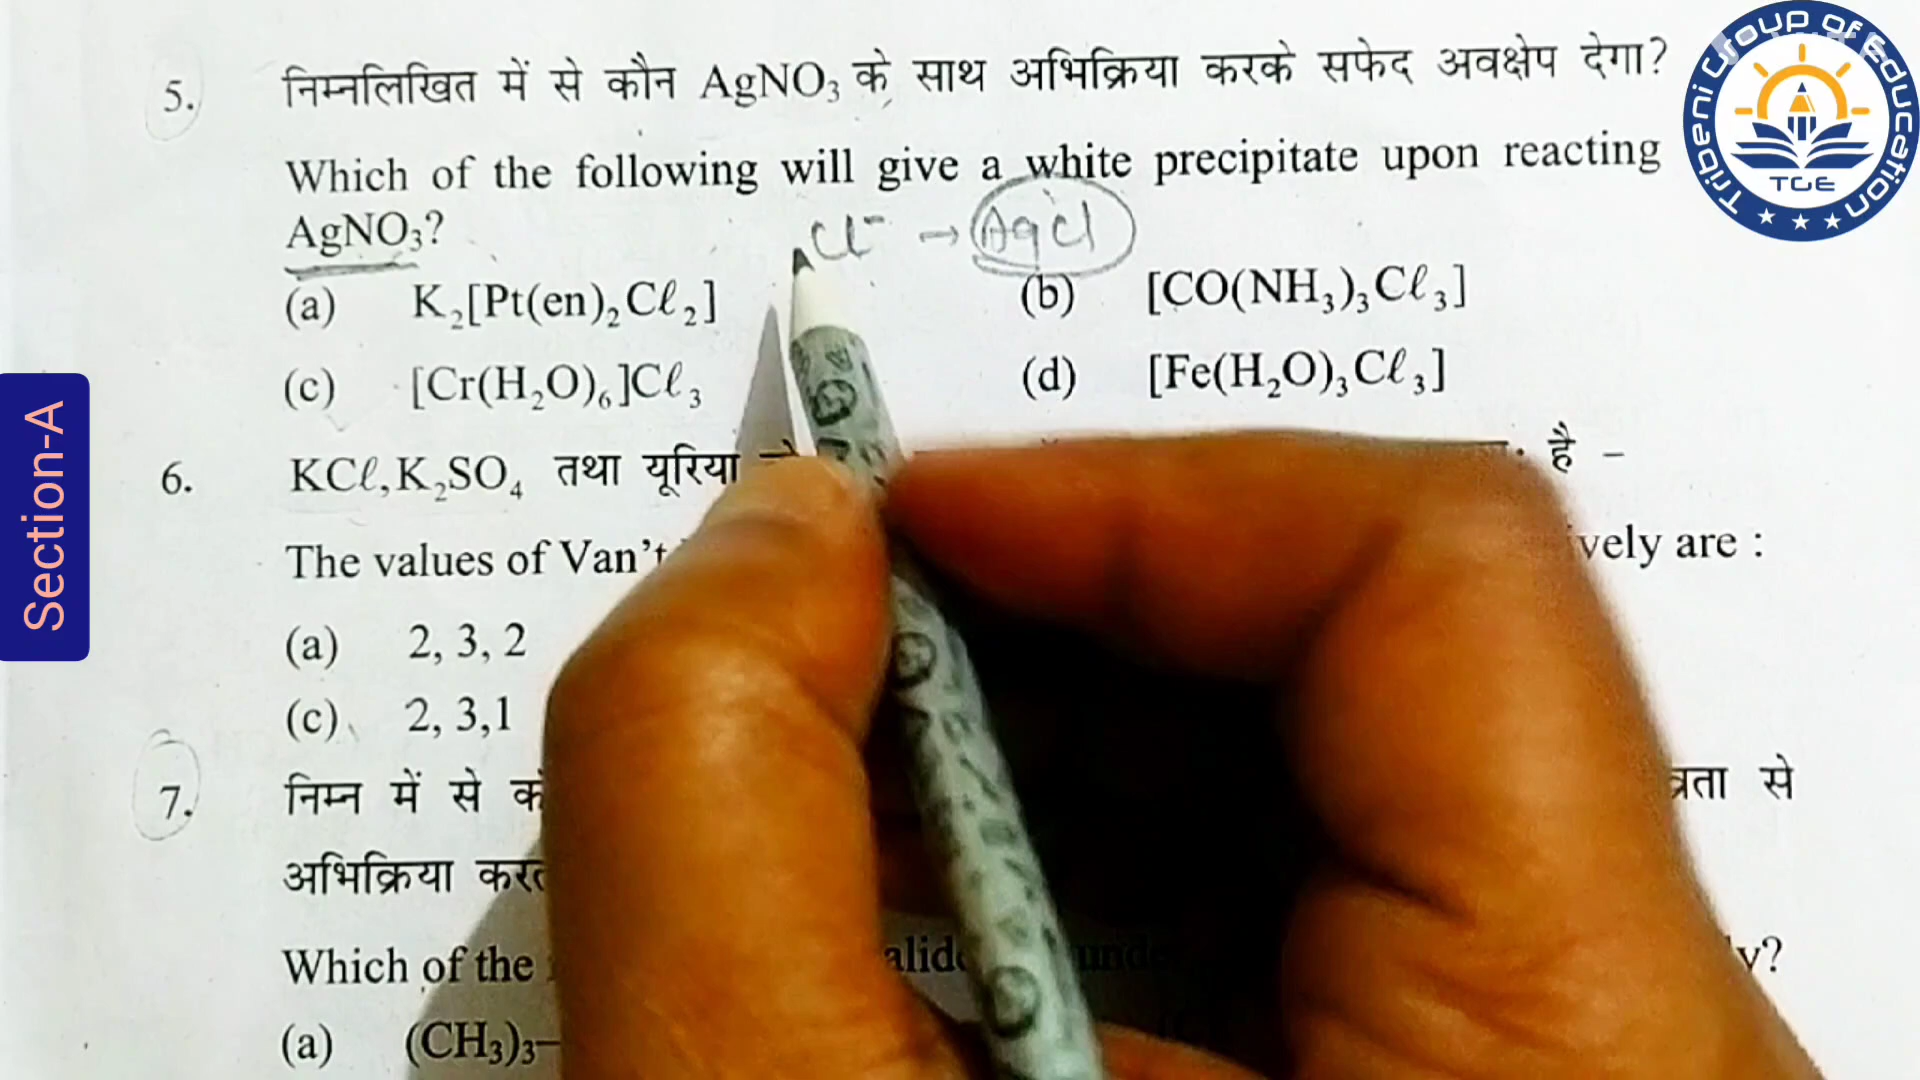 5. निम्नलिखित में से कौन AgNO₃ के साथ अभिक्रिया करके सफेद अवक्षेप देगा?
Which of the following will give a white precipitate upon reacting
AgNO₃?
Cl⁻ → AgCl
(a) K₂[Pt(en)₂Cℓ₂] (b) [CO(NH₃)₃Cℓ₃]
(c) [Cr(H₂O)₆]Cℓ₃ (d) [Fe(H₂O)₃Cℓ₃]
6. KCℓ, K₂SO₄ तथा यूरिया है –
The values of Van't vely are :
(a) 2, 3, 2
(c) 2, 3,1
7. निम्न में से से
अभिक्रिया
Which of the
(a) (CH₃)₃–
Section-A
Tribeni Group of Education
TGE